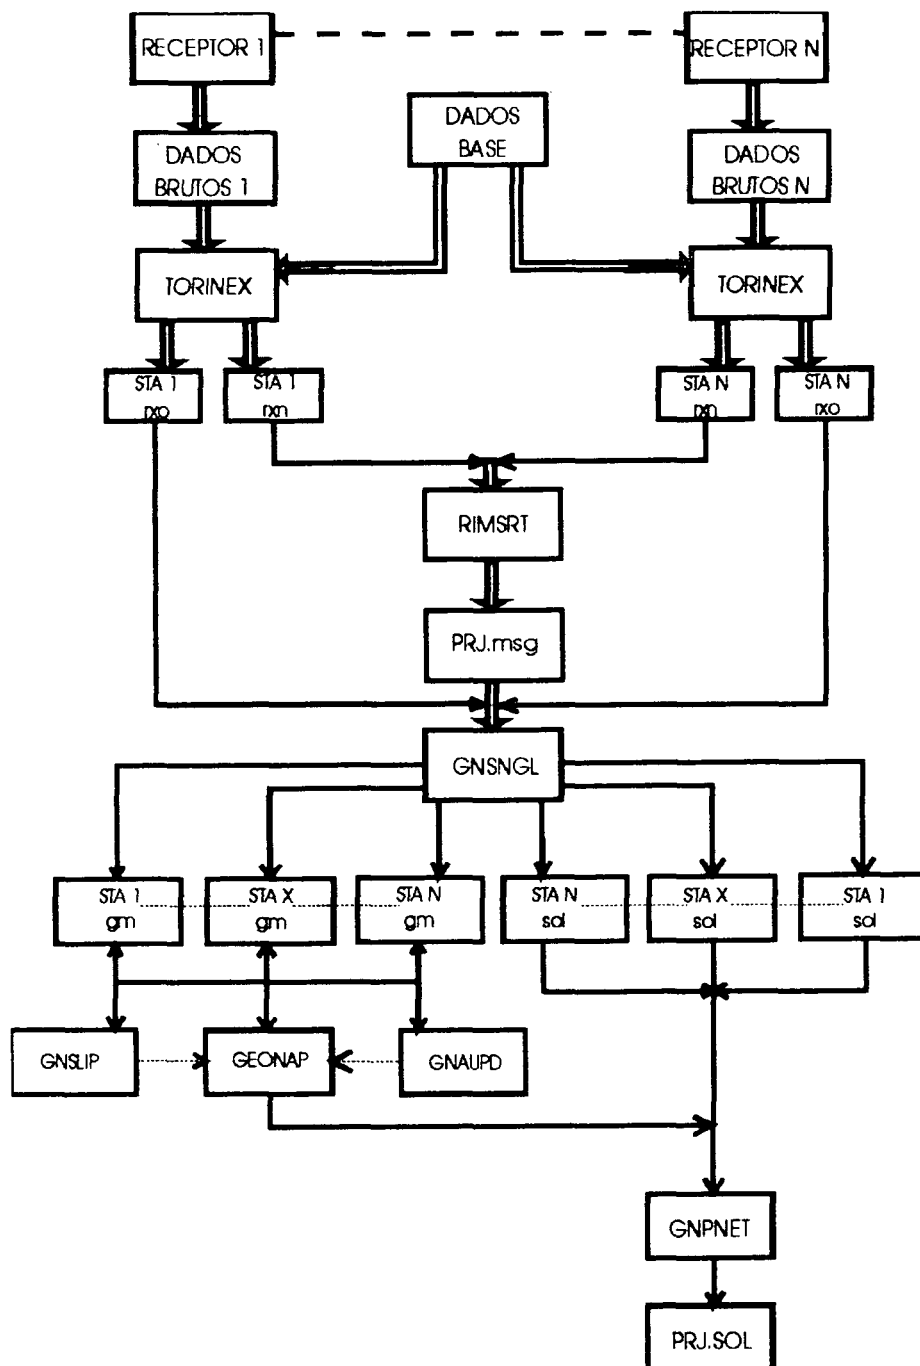 RECEPTOR 1
RECEPTOR N
DADOS
BASE
DADOS
BRUTOS 1
DADOS
BRUTOS N
TORINEX
TORINEX
STA 1
rxo
STA 1
rxn
STA N
rxn
STA N
rxo
RIMSRT
PRJ.msg
GNSNGL
STA 1
gm
STA X
gm
STA N
gm
STA N
sol
STA X
sol
STA 1
sol
GNSLIP
GEONAP
GNAUPD
GNPNET
PRJ.SOL